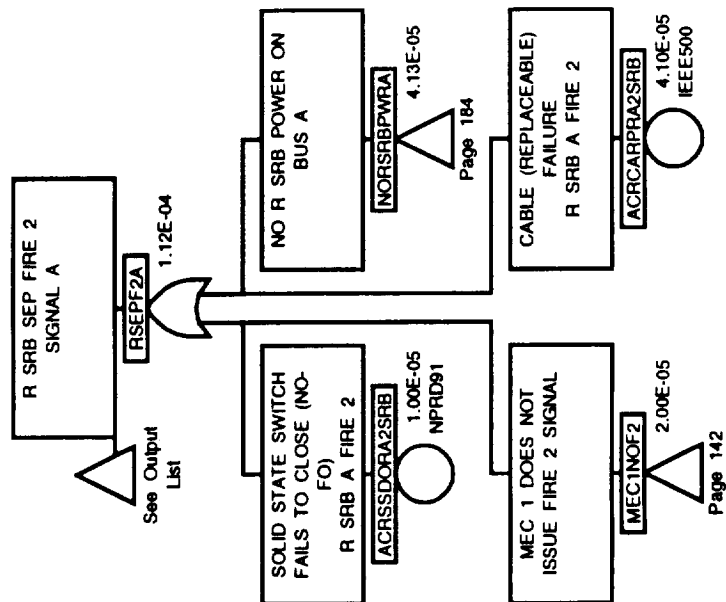 R SRB SEP FIRE 2
SIGNAL A
RSEPF2A
1.12E-04
See Output
List
SOLID STATE SWITCH
FAILS TO CLOSE (NO-
FO)
R SRB A FIRE 2
ACRSSDORA2SRB
1.00E-05
NPRD91
NO R SRB POWER ON
BUS A
NORSRBPWRA
4.13E-05
Page 184
MEC 1 DOES NOT
ISSUE FIRE 2 SIGNAL
MEC1NOF2
2.00E-05
Page 142
CABLE (REPLACEABLE)
FAILURE
R SRB A FIRE 2
ACRCARPRA2SRB
4.10E-05
IEEE500